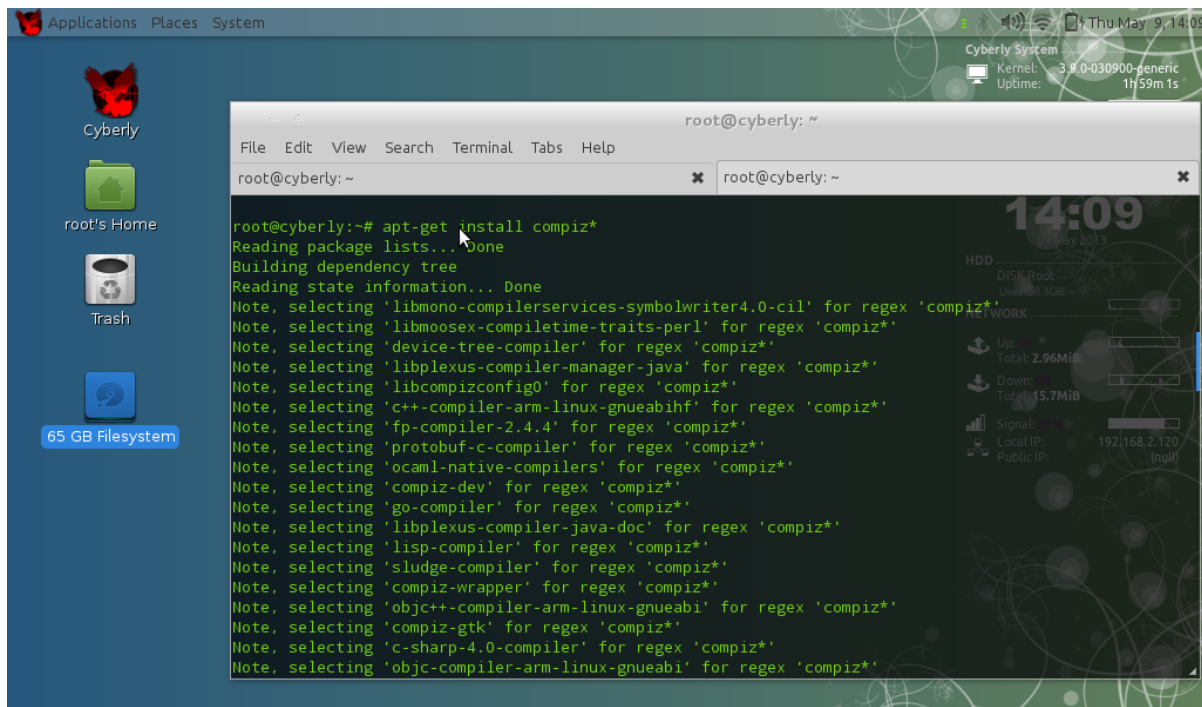 Applications Places System
Thu May 9, 14:09
Cyberly System
Kernel: 3.9.0-030900-generic
Uptime: 1h 59m 1s
Cyberly
root's Home
Trash
65 GB Filesystem
root@cyberly: ~
File Edit View Search Terminal Tabs Help
root@cyberly: ~
root@cyberly: ~
root@cyberly:~# apt-get install compiz*
Reading package lists... Done
Building dependency tree
Reading state information... Done
Note, selecting 'libmono-compilerservices-symbolwriter4.0-cil' for regex 'compiz*'
Note, selecting 'libmoosex-compiletime-traits-perl' for regex 'compiz*'
Note, selecting 'device-tree-compiler' for regex 'compiz*'
Note, selecting 'libplexus-compiler-manager-java' for regex 'compiz*'
Note, selecting 'libcompizconfig0' for regex 'compiz*'
Note, selecting 'c++-compiler-arm-linux-gnueabihf' for regex 'compiz*'
Note, selecting 'fp-compiler-2.4.4' for regex 'compiz*'
Note, selecting 'protobuf-c-compiler' for regex 'compiz*'
Note, selecting 'ocaml-native-compilers' for regex 'compiz*'
Note, selecting 'compiz-dev' for regex 'compiz*'
Note, selecting 'go-compiler' for regex 'compiz*'
Note, selecting 'libplexus-compiler-java-doc' for regex 'compiz*'
Note, selecting 'lisp-compiler' for regex 'compiz*'
Note, selecting 'sludge-compiler' for regex 'compiz*'
Note, selecting 'compiz-wrapper' for regex 'compiz*'
Note, selecting 'objc++-compiler-arm-linux-gnueabi' for regex 'compiz*'
Note, selecting 'compiz-gtk' for regex 'compiz*'
Note, selecting 'c-sharp-4.0-compiler' for regex 'compiz*'
Note, selecting 'objc-compiler-arm-linux-gnueabi' for regex 'compiz*'
14:09
09 May 2013
HDD
DISK Root
NETWORK
Up:
Total: 2.96MiB
Down:
Total: 15.7MiB
Signal:
Local IP: 192.168.2.120
Public IP: (null)